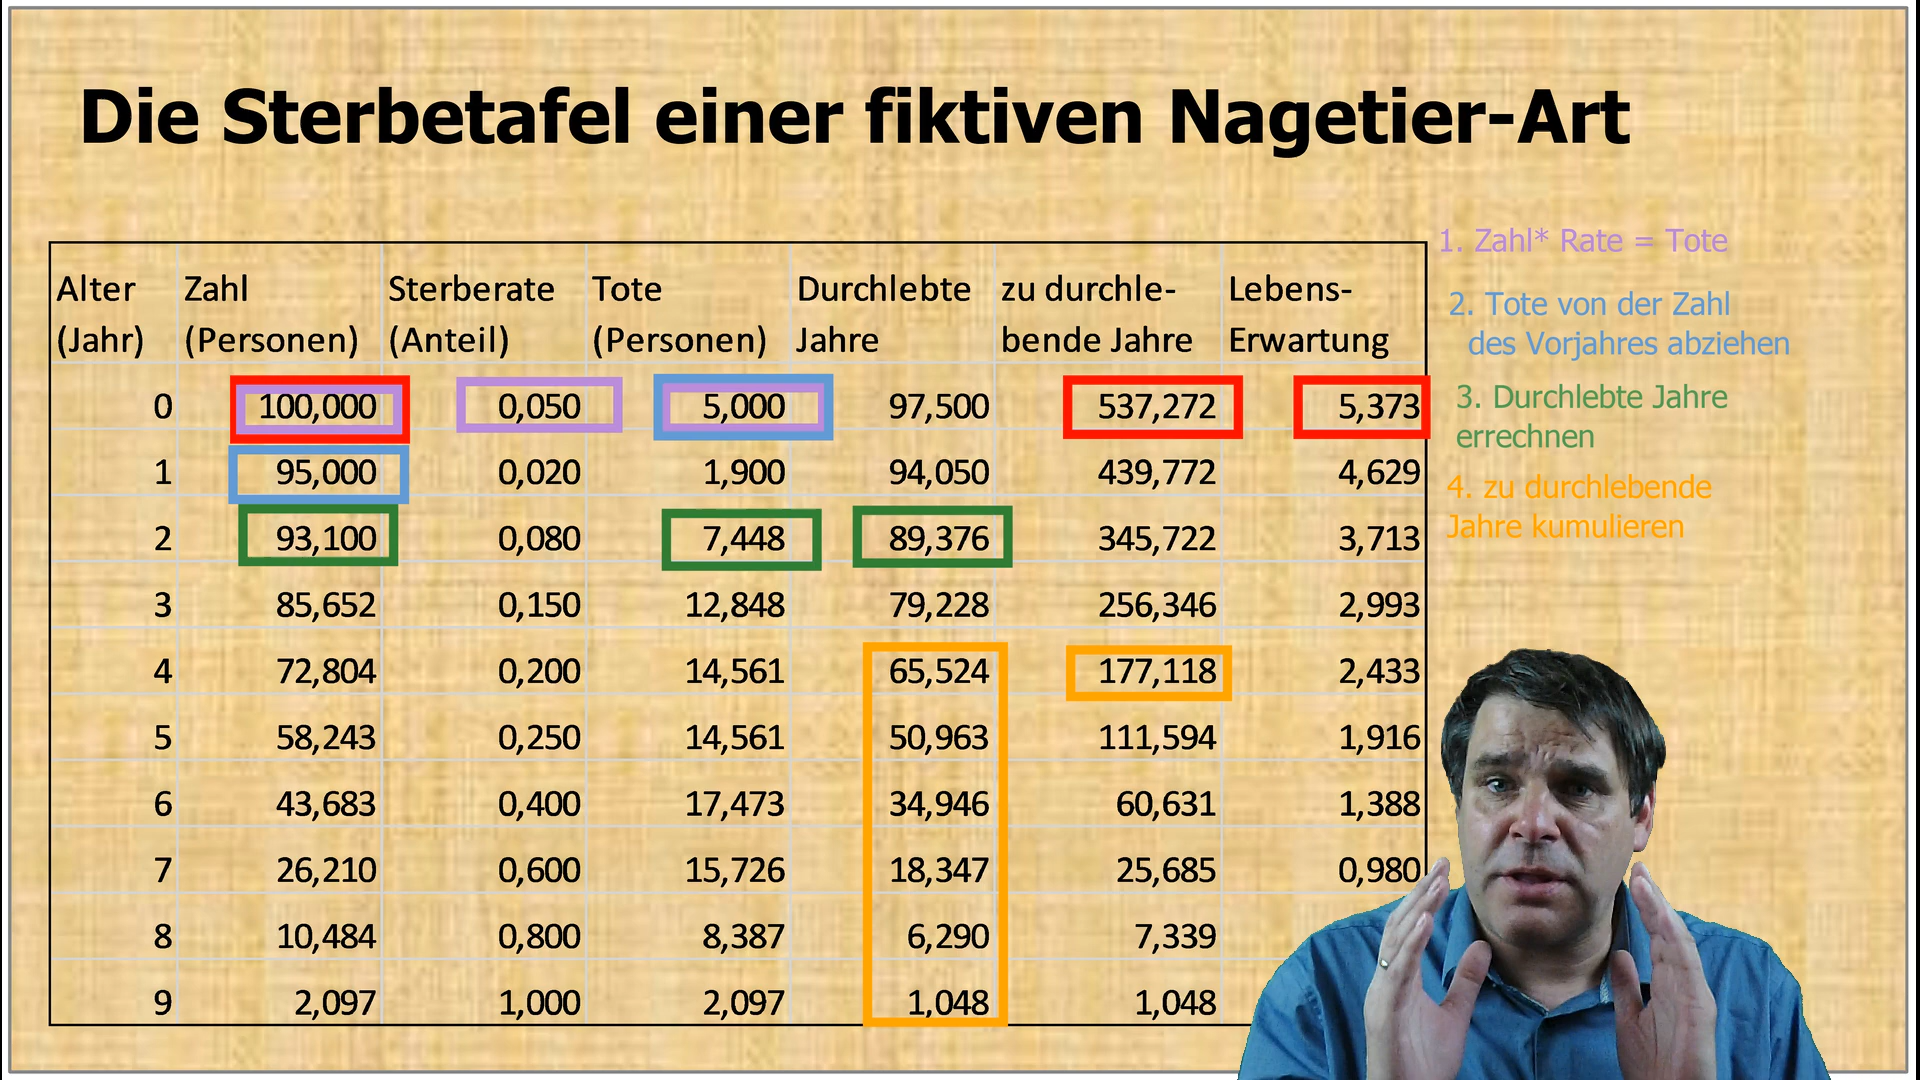 Die Sterbetafel einer fiktiven Nagetier-Art
Alter (Jahr) Zahl (Personen) Sterberate (Anteil) Tote (Personen) Durchlebte Jahre zu durchle- bende Jahre Lebens- Erwartung
0 100,000 0,050 5,000 97,500 537,272 5,373
1 95,000 0,020 1,900 94,050 439,772 4,629
2 93,100 0,080 7,448 89,376 345,722 3,713
3 85,652 0,150 12,848 79,228 256,346 2,993
4 72,804 0,200 14,561 65,524 177,118 2,433
5 58,243 0,250 14,561 50,963 111,594 1,916
6 43,683 0,400 17,473 34,946 60,631 1,388
7 26,210 0,600 15,726 18,347 25,685 0,980
8 10,484 0,800 8,387 6,290 7,339
9 2,097 1,000 2,097 1,048 1,048
1. Zahl* Rate = Tote
2. Tote von der Zahl
des Vorjahres abziehen
3. Durchlebte Jahre
errechnen
4. zu durchlebende
Jahre kumulieren